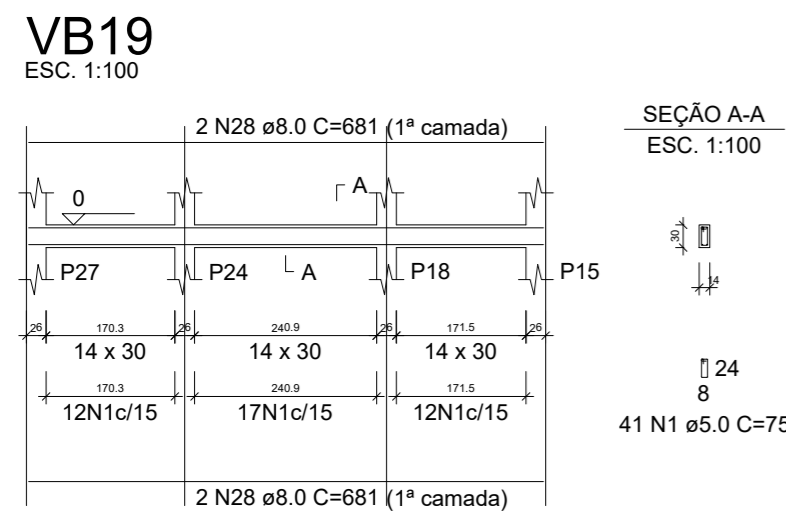 VB19
ESC. 1:100
2 N28 ø8.0 C=681 (1ª camada)
SEÇÃO A-A
ESC. 1:100
A
0
30
14
P27 P24 A P18 P15
26 170.3 26 240.9 26 171.5 26
14 x 30 14 x 30 14 x 30
170.3 240.9 171.5
12N1c/15 17N1c/15 12N1c/15
24
8
41 N1 ø5.0 C=75
2 N28 ø8.0 C=681 (1ª camada)